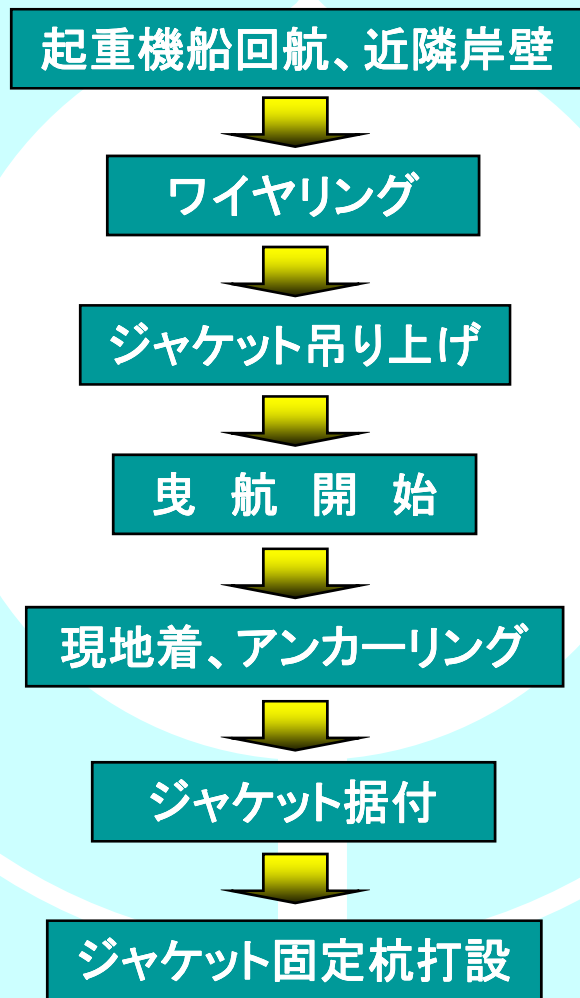 起重機船回航、近隣岸壁
ワイヤリング
ジャケット吊り上げ
曳 航 開 始
現地着、アンカーリング
ジャケット据付
ジャケット固定杭打設